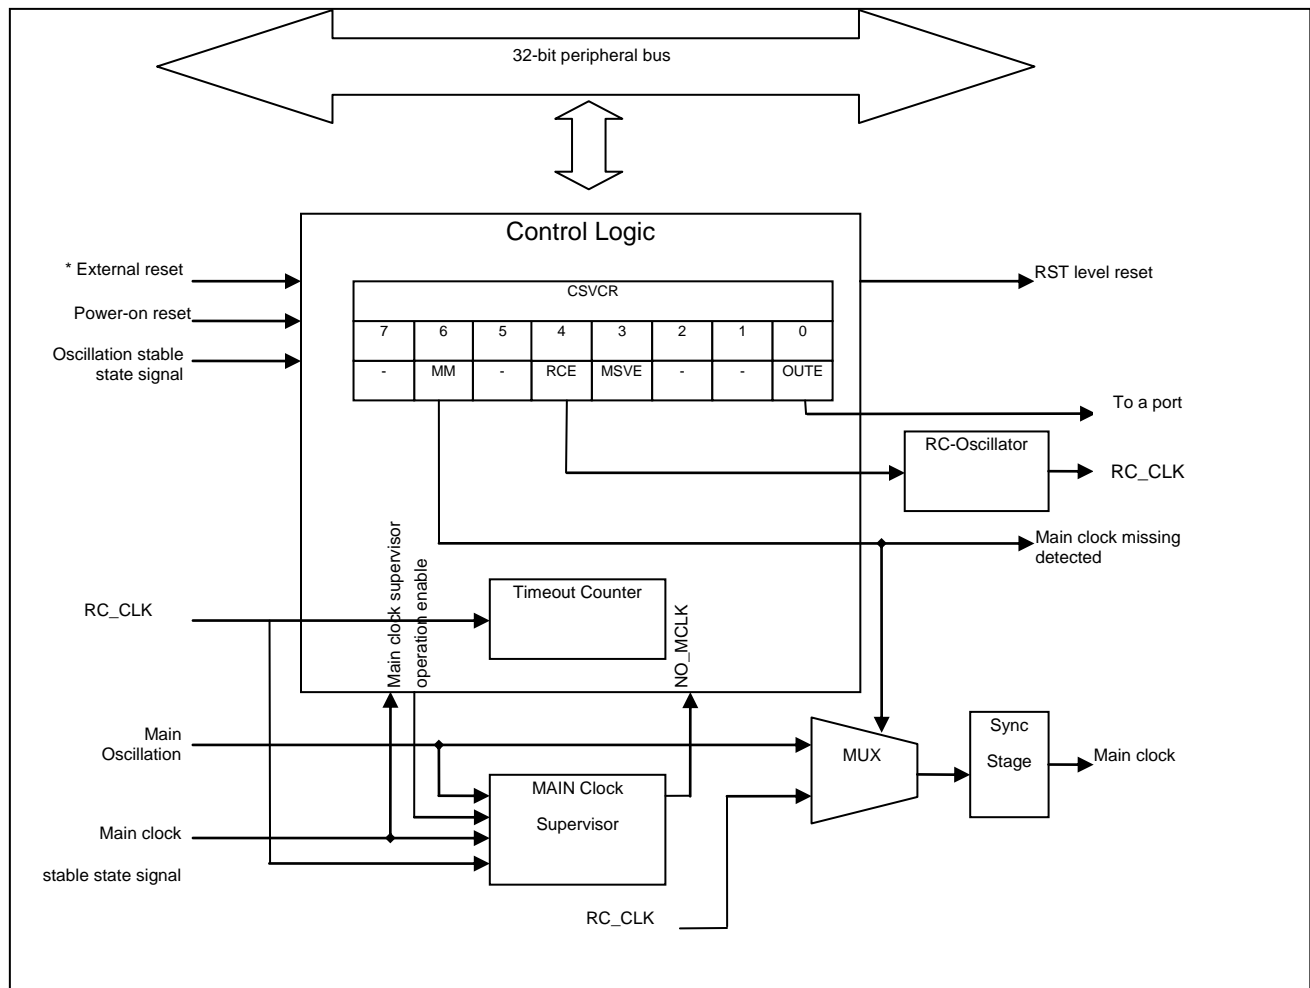 32-bit peripheral bus
Control Logic
* External reset
Power-on reset
Oscillation stable
state signal
CSVCR
7 6 5 4 3 2 1 0
- MM - RCE MSVE - - OUTE
RST level reset
To a port
RC-Oscillator
RC_CLK
Main clock missing
detected
Main clock supervisor
operation enable
Timeout Counter
NO_MCLK
RC_CLK
Main
Oscillation
MAIN Clock
Supervisor
Main clock
stable state signal
MUX
Sync
Stage
Main clock
RC_CLK